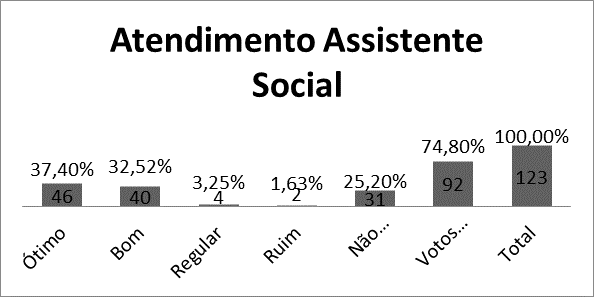 Atendimento Assistente
Social
37,40% 32,52% 3,25% 1,63% 25,20% 74,80% 100,00%
46 40 4 2 31 92 123
Ótimo Bom Regular Ruim Não... Votos... Total